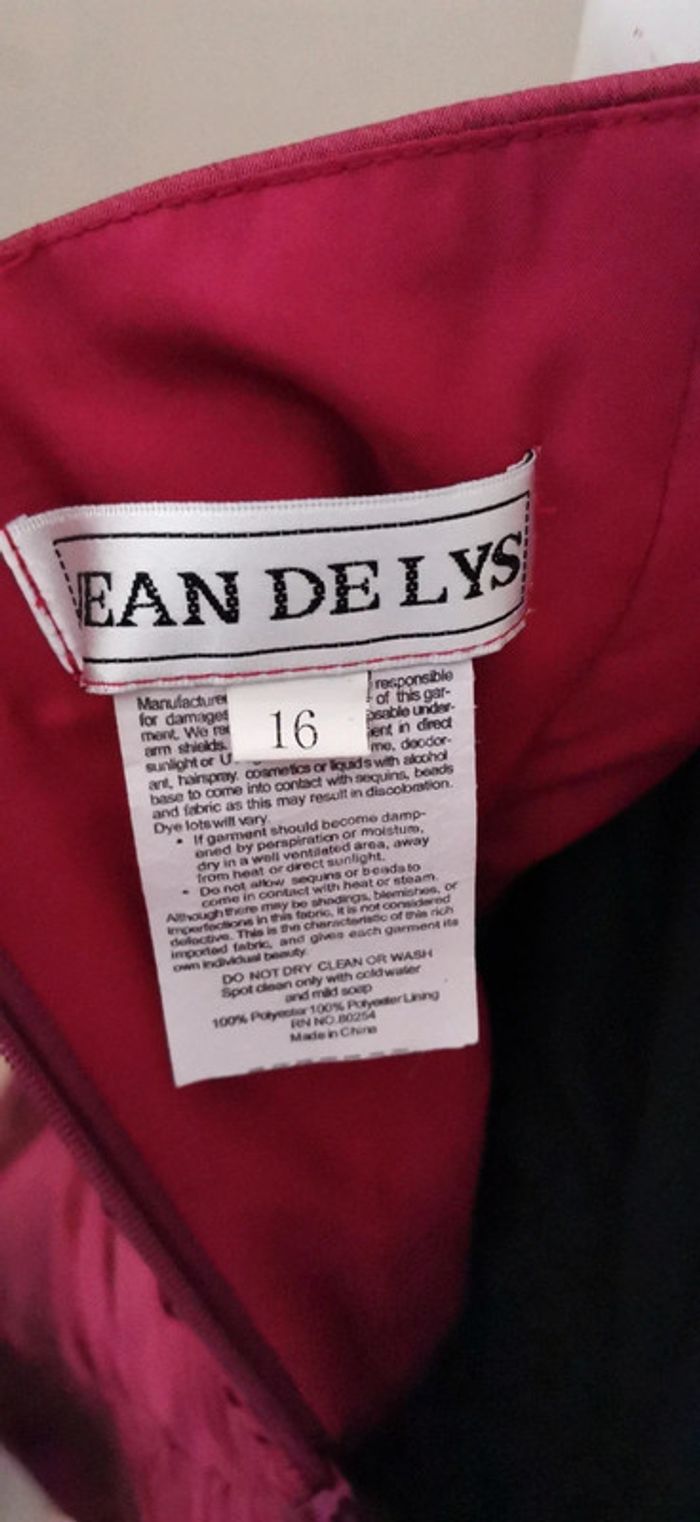 JEAN DE LYS
16
Manufacturer responsible
for damages of this gar-
ment. We posable under-
arm shields. ment in direct
sunlight or U me, deodor-
ant, hairspray, cosmetics or liquids with alcohol
base to come into contact with sequins, beads
and fabric as this may result in discoloration.
Dye lots will vary.
• If garment should become damp-
ened by perspiration or moisture,
dry in a well ventilated area, away
from heat or direct sunlight.
• Do not allow sequins or beads to
come in contact with heat or steam.
Although there may be shadings, blemishes, or
imperfections in this fabric, it is not considered
defective. This is the characteristic of this rich
imported fabric, and gives each garment its
own individual beauty.
DO NOT DRY CLEAN OR WASH
Spot clean only with cold water
and mild soap
100% Polyester 100% Polyester Lining
RN NO.80254
Made in China